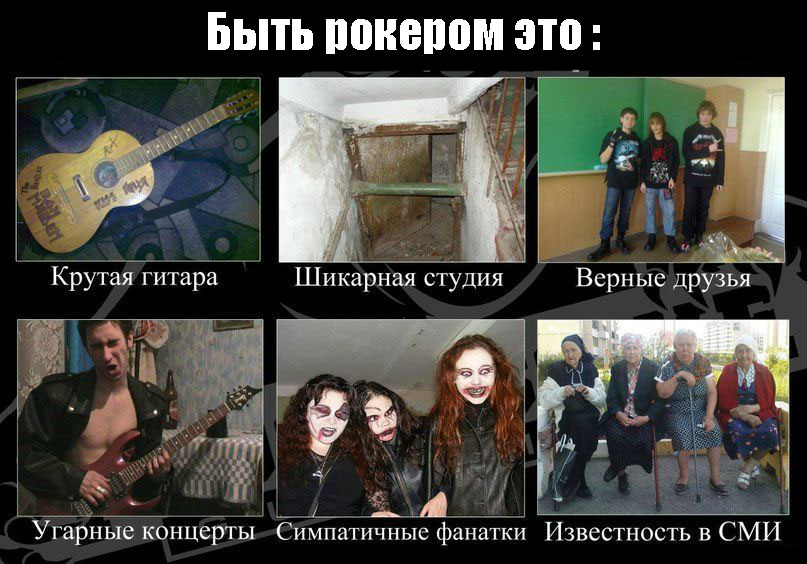 Быть рокером это :
Крутая гитара
Шикарная студия
Верные друзья
Угарные концерты
Симпатичные фанатки
Известность в СМИ